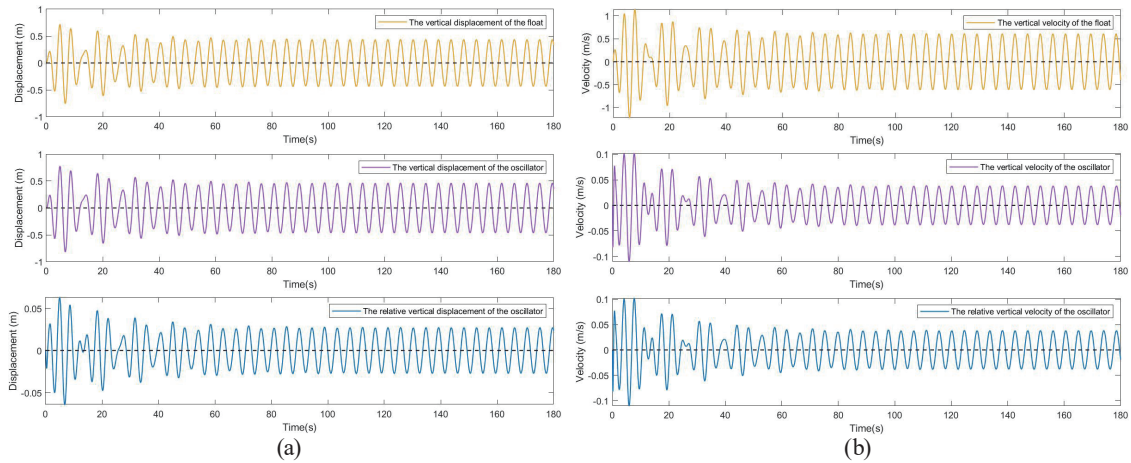 The vertical displacement of the float
Displacement (m)
1
0.5
0
-0.5
-1
0 20 40 60 80 100 120 140 160 180
Time(s)
The vertical displacement of the oscillator
Displacement (m)
1
0.5
0
-0.5
-1
0 20 40 60 80 100 120 140 160 180
Time(s)
The relative vertical displacement of the oscillator
Displacement (m)
0.05
0
-0.05
0 20 40 60 80 100 120 140 160 180
Time(s)
(a)
The vertical velocity of the float
Velocity (m/s)
1
0.5
0
-0.5
-1
0 20 40 60 80 100 120 140 160 180
Time(s)
The vertical velocity of the oscillator
Velocity (m/s)
0.1
0.05
0
-0.05
-0.1
0 20 40 60 80 100 120 140 160 180
Time(s)
The relative vertical velocity of the oscillator
Velocity (m/s)
0.1
0.05
0
-0.05
-0.1
0 20 40 60 80 100 120 140 160 180
Time(s)
(b)